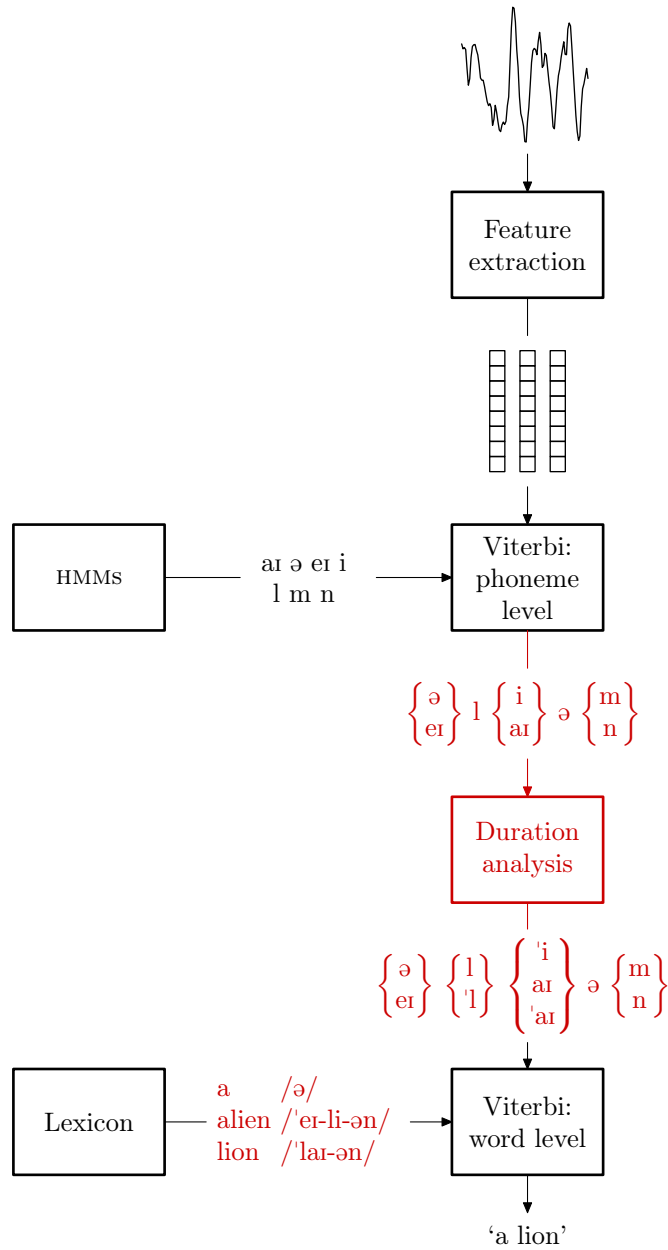 Feature
extraction
HMMs
aɪ ə eɪ i
l m n
Viterbi:
phoneme
level
ə l i ə m
eɪ aɪ n
Duration
analysis
ə l ˈi ə m
eɪ ˈl aɪ n
ˈaɪ
Lexicon
a /ə/
alien /ˈeɪ-li-ən/
lion /ˈlaɪ-ən/
Viterbi:
word level
‘a lion’